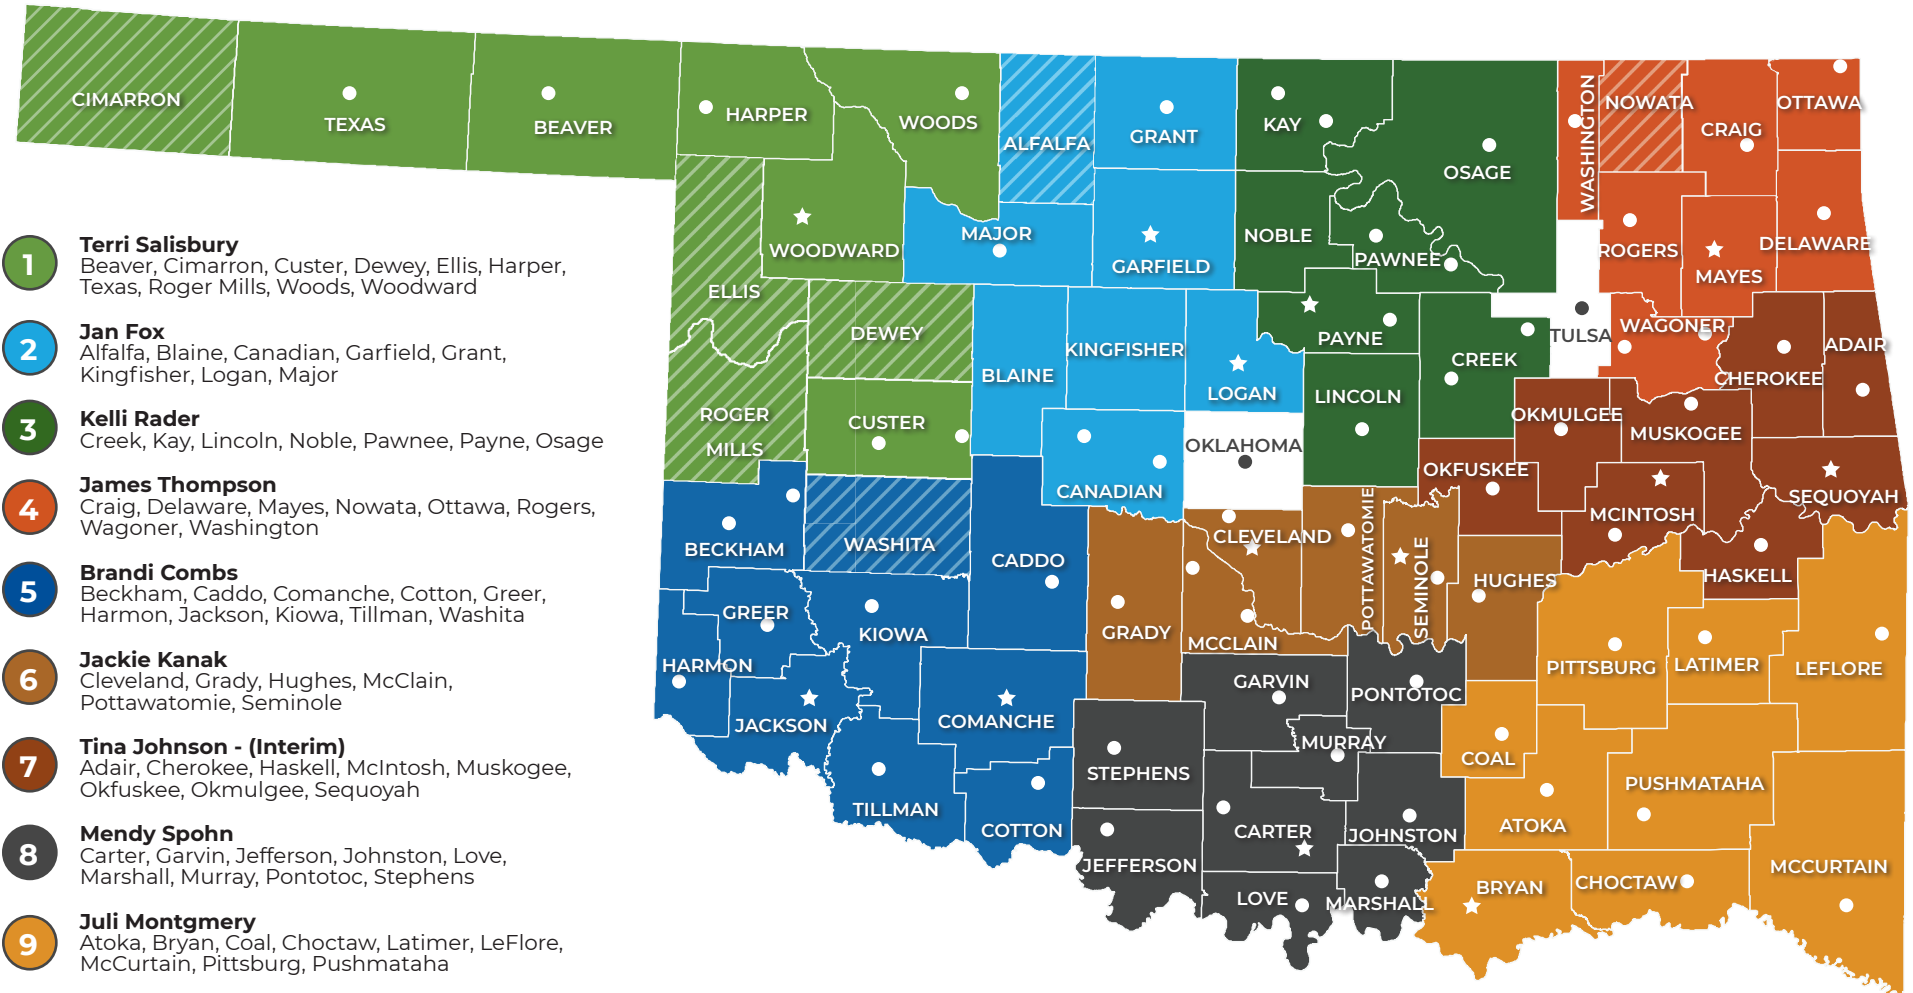 CIMARRON
TEXAS
BEAVER
HARPER
WOODS
ALFALFA
GRANT
KAY
OSAGE
WASHINGTON
NOWATA
CRAIG
OTTAWA
WOODWARD
MAJOR
GARFIELD
NOBLE
PAWNEE
ROGERS
MAYES
DELAWARE
ELLIS
DEWEY
BLAINE
KINGFISHER
LOGAN
PAYNE
CREEK
TULSA
WAGONER
CHEROKEE
ADAIR
ROGER
MILLS
CUSTER
CANADIAN
OKLAHOMA
LINCOLN
OKMULGEE
MUSKOGEE
OKFUSKEE
SEQUOYAH
BECKHAM
WASHITA
CADDO
CLEVELAND
POTTAWATOMIE
SEMINOLE
HUGHES
MCINTOSH
HASKELL
GREER
KIOWA
GRADY
MCCLAIN
HARMON
JACKSON
COMANCHE
GARVIN
PONTOTOC
PITTSBURG
LATIMER
LEFLORE
MURRAY
COAL
TILLMAN
COTTON
STEPHENS
CARTER
JOHNSTON
ATOKA
PUSHMATAHA
JEFFERSON
LOVE
MARSHALL
BRYAN
CHOCTAW
MCCURTAIN
1
Terri Salisbury
Beaver, Cimarron, Custer, Dewey, Ellis, Harper,
Texas, Roger Mills, Woods, Woodward
2
Jan Fox
Alfalfa, Blaine, Canadian, Garfield, Grant,
Kingfisher, Logan, Major
3
Kelli Rader
Creek, Kay, Lincoln, Noble, Pawnee, Payne, Osage
4
James Thompson
Craig, Delaware, Mayes, Nowata, Ottawa, Rogers,
Wagoner, Washington
5
Brandi Combs
Beckham, Caddo, Comanche, Cotton, Greer,
Harmon, Jackson, Kiowa, Tillman, Washita
6
Jackie Kanak
Cleveland, Grady, Hughes, McClain,
Pottawatomie, Seminole
7
Tina Johnson - (Interim)
Adair, Cherokee, Haskell, McIntosh, Muskogee,
Okfuskee, Okmulgee, Sequoyah
8
Mendy Spohn
Carter, Garvin, Jefferson, Johnston, Love,
Marshall, Murray, Pontotoc, Stephens
9
Juli Montgmery
Atoka, Bryan, Coal, Choctaw, Latimer, LeFlore,
McCurtain, Pittsburg, Pushmataha